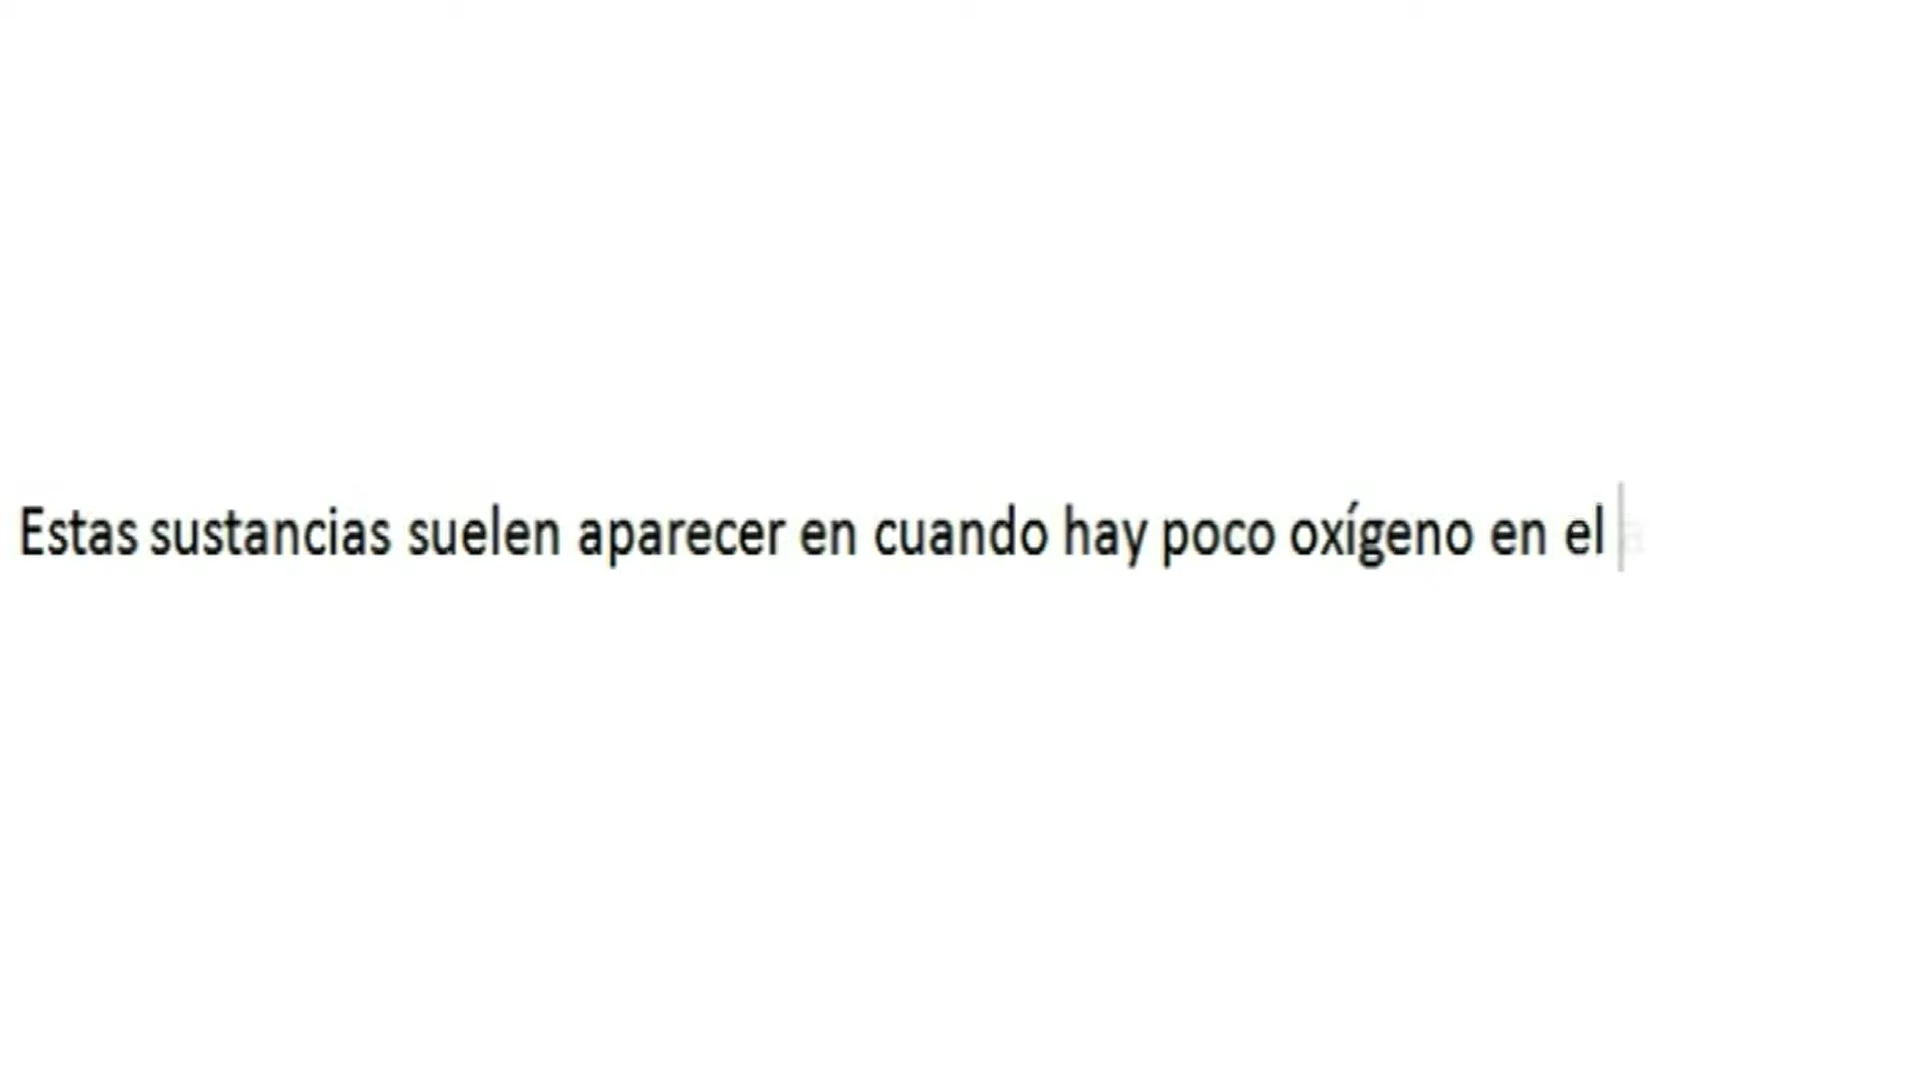 Estas sustancias suelen aparecer en cuando hay poco oxígeno en el